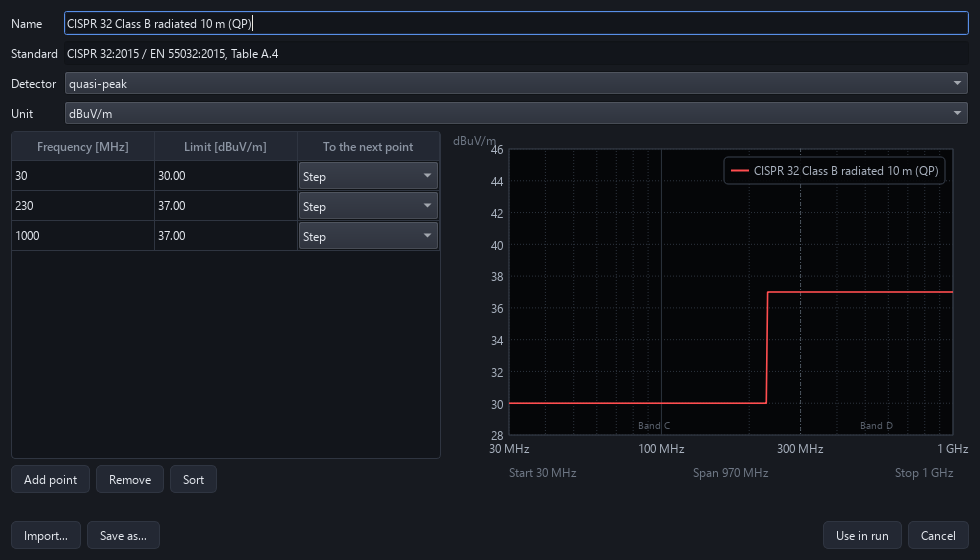 Name CISPR 32 Class B radiated 10 m (QP)
Standard CISPR 32:2015 / EN 55032:2015, Table A.4
Detector quasi-peak
Unit dBuV/m
Frequency [MHz] Limit [dBuV/m] To the next point
30 30.00 Step
230 37.00 Step
1000 37.00 Step
dBuV/m
46
CISPR 32 Class B radiated 10 m (QP)
44
42
40
38
36
34
32
30
28
Band C Band D
30 MHz 100 MHz 300 MHz 1 GHz
Start 30 MHz Span 970 MHz Stop 1 GHz
Add point Remove Sort
Import... Save as... Use in run Cancel